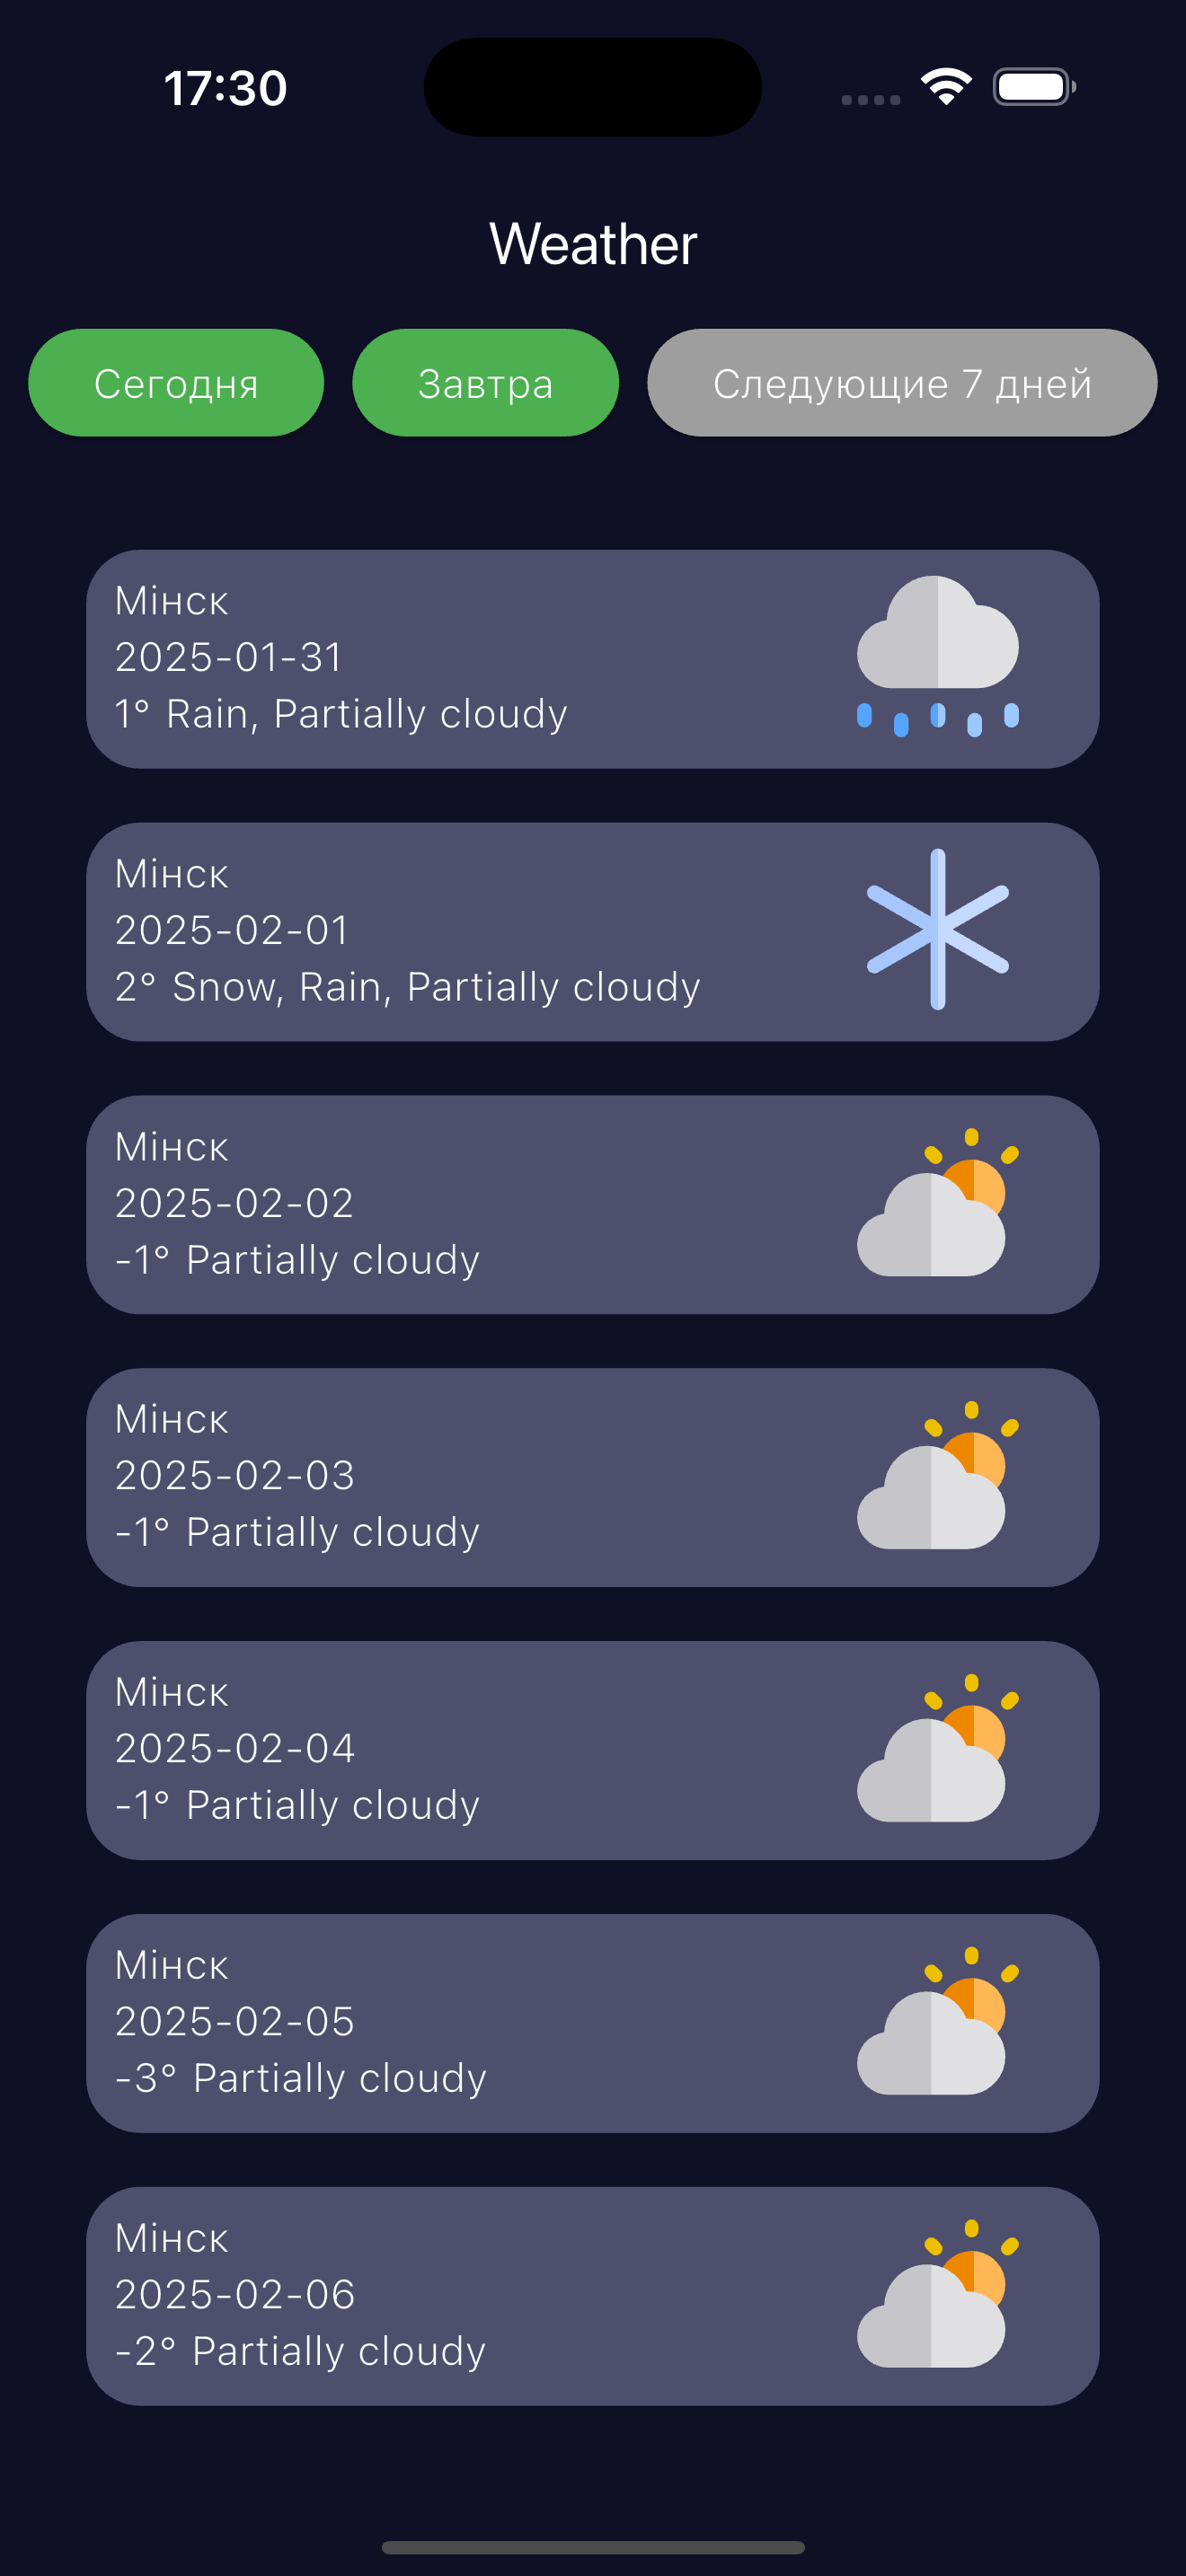 17:30
Weather
Сегодня
Завтра
Следующие 7 дней
Мінск
2025-01-31
1° Rain, Partially cloudy
Мінск
2025-02-01
2° Snow, Rain, Partially cloudy
Мінск
2025-02-02
-1° Partially cloudy
Мінск
2025-02-03
-1° Partially cloudy
Мінск
2025-02-04
-1° Partially cloudy
Мінск
2025-02-05
-3° Partially cloudy
Мінск
2025-02-06
-2° Partially cloudy